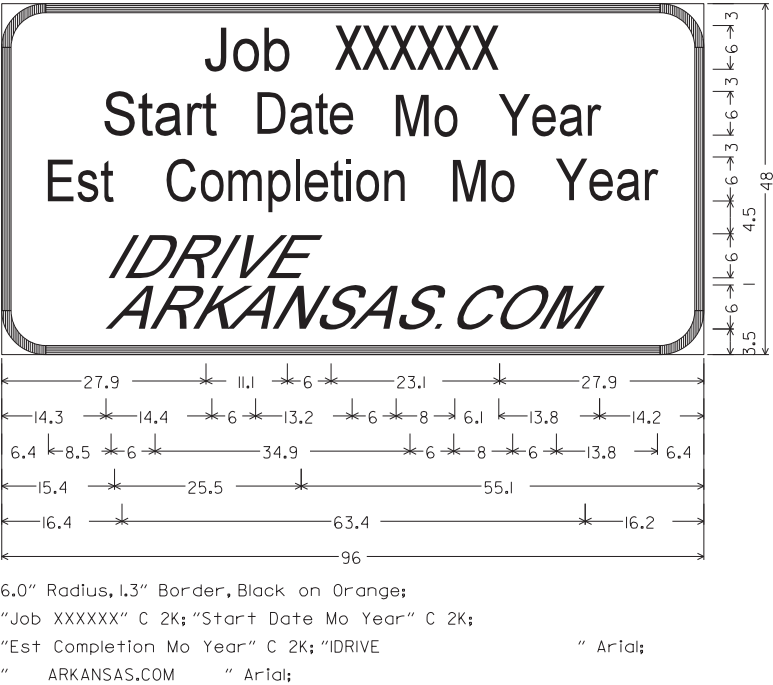 Job XXXXXX
Start Date Mo Year
Est Completion Mo Year
IDRIVE
ARKANSAS.COM
3
6
3
6
3
6
4.5
6
1
6
3.5
48
27.9 11.1 6 23.1 27.9
14.3 14.4 6 13.2 6 8 6.1 13.8 14.2
6.4 8.5 6 34.9 6 8 6 13.8 6.4
15.4 25.5 55.1
16.4 63.4 16.2
96
6.0" Radius, 1.3" Border, Black on Orange;
"Job XXXXXX" C 2K; "Start Date Mo Year" C 2K;
"Est Completion Mo Year" C 2K; "IDRIVE " Arial;
" ARKANSAS.COM " Arial;